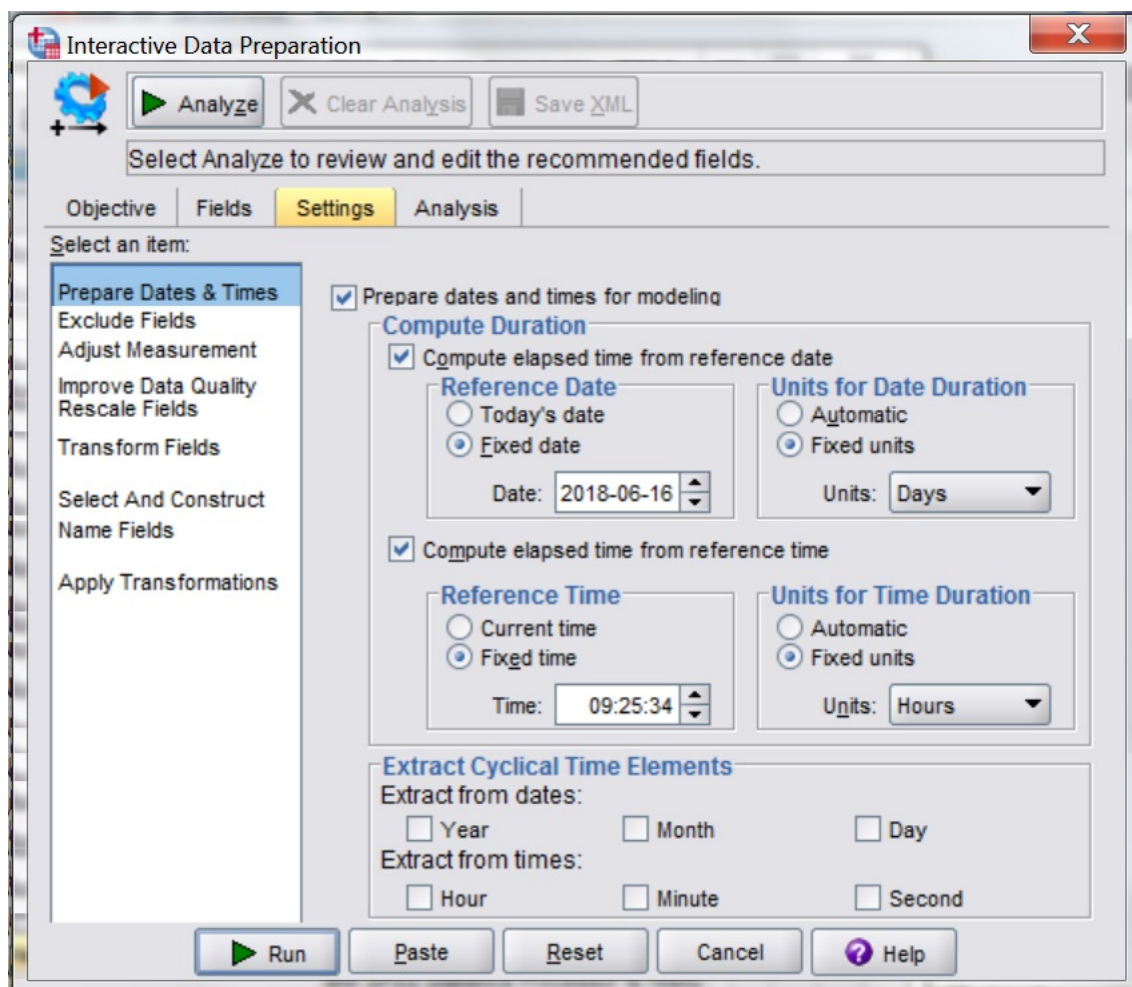 Interactive Data Preparation
Analyze Clear Analysis Save XML
Select Analyze to review and edit the recommended fields.
Objective Fields Settings Analysis
Select an item:
Prepare Dates & Times
Exclude Fields
Adjust Measurement
Improve Data Quality
Rescale Fields
Transform Fields
Select And Construct
Name Fields
Apply Transformations
Prepare dates and times for modeling
Compute Duration
Compute elapsed time from reference date
Reference Date
Today's date
Fixed date
Date: 2018-06-16
Units for Date Duration
Automatic
Fixed units
Units: Days
Compute elapsed time from reference time
Reference Time
Current time
Fixed time
Time: 09:25:34
Units for Time Duration
Automatic
Fixed units
Units: Hours
Extract Cyclical Time Elements
Extract from dates:
Year Month Day
Extract from times:
Hour Minute Second
Run Paste Reset Cancel Help